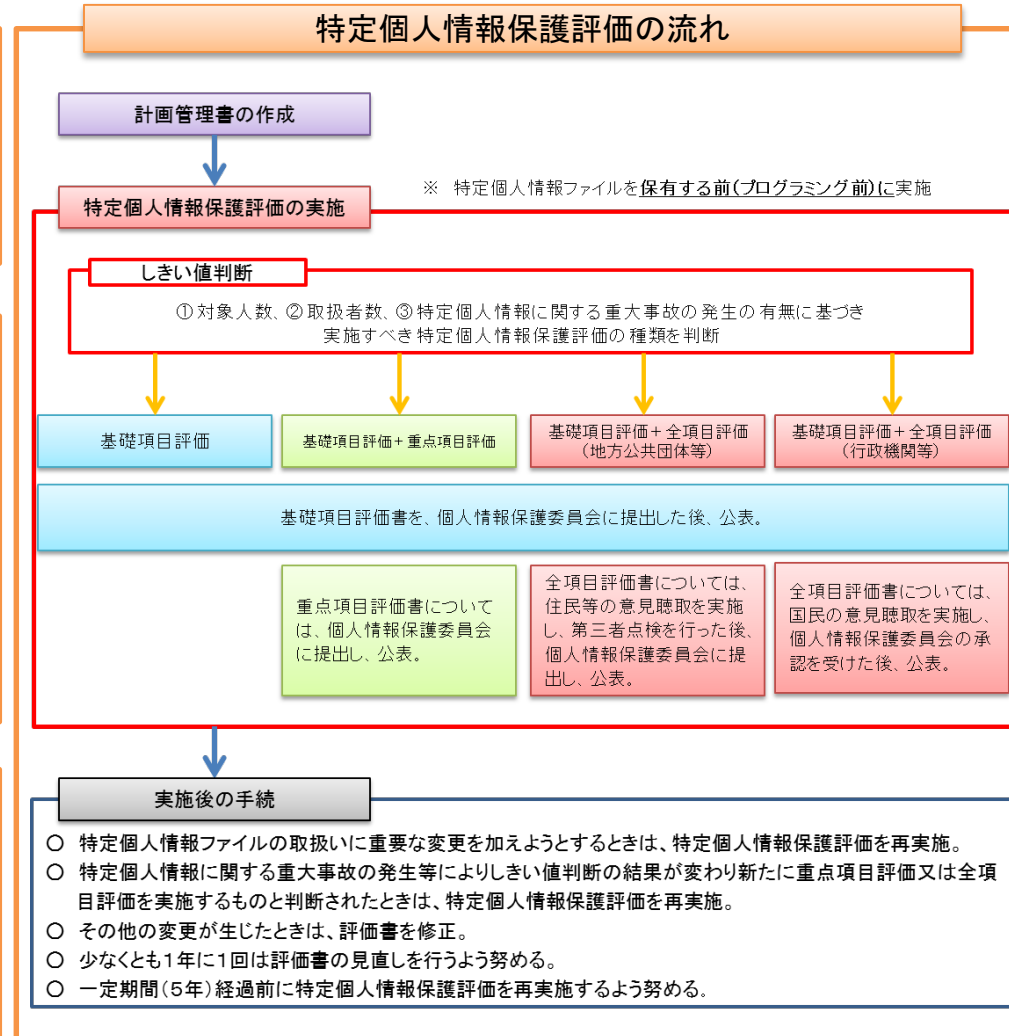 特定個人情報保護評価の流れ
計画管理書の作成
特定個人情報保護評価の実施
※ 特定個人情報ファイルを保有する前(プログラミング前)に実施
しきい値判断
①対象人数、②取扱者数、③特定個人情報に関する重大事故の発生の有無に基づき
実施すべき特定個人情報保護評価の種類を判断
基礎項目評価
基礎項目評価+重点項目評価
基礎項目評価+全項目評価
(地方公共団体等)
基礎項目評価+全項目評価
(行政機関等)
基礎項目評価書を、個人情報保護委員会に提出した後、公表。
重点項目評価書について
は、個人情報保護委員会
に提出し、公表。
全項目評価書については、
住民等の意見聴取を実施
し、第三者点検を行った後、
個人情報保護委員会に提
出し、公表。
全項目評価書については、
国民の意見聴取を実施し、
個人情報保護委員会の承
認を受けた後、公表。
実施後の手続
○ 特定個人情報ファイルの取扱いに重要な変更を加えようとするときは、特定個人情報保護評価を再実施。
○ 特定個人情報に関する重大事故の発生等によりしきい値判断の結果が変わり新たに重点項目評価又は全項
目評価を実施するものと判断されたときは、特定個人情報保護評価を再実施。
○ その他の変更が生じたときは、評価書を修正。
○ 少なくとも1年に1回は評価書の見直しを行うよう努める。
○ 一定期間(5年)経過前に特定個人情報保護評価を再実施するよう努める。